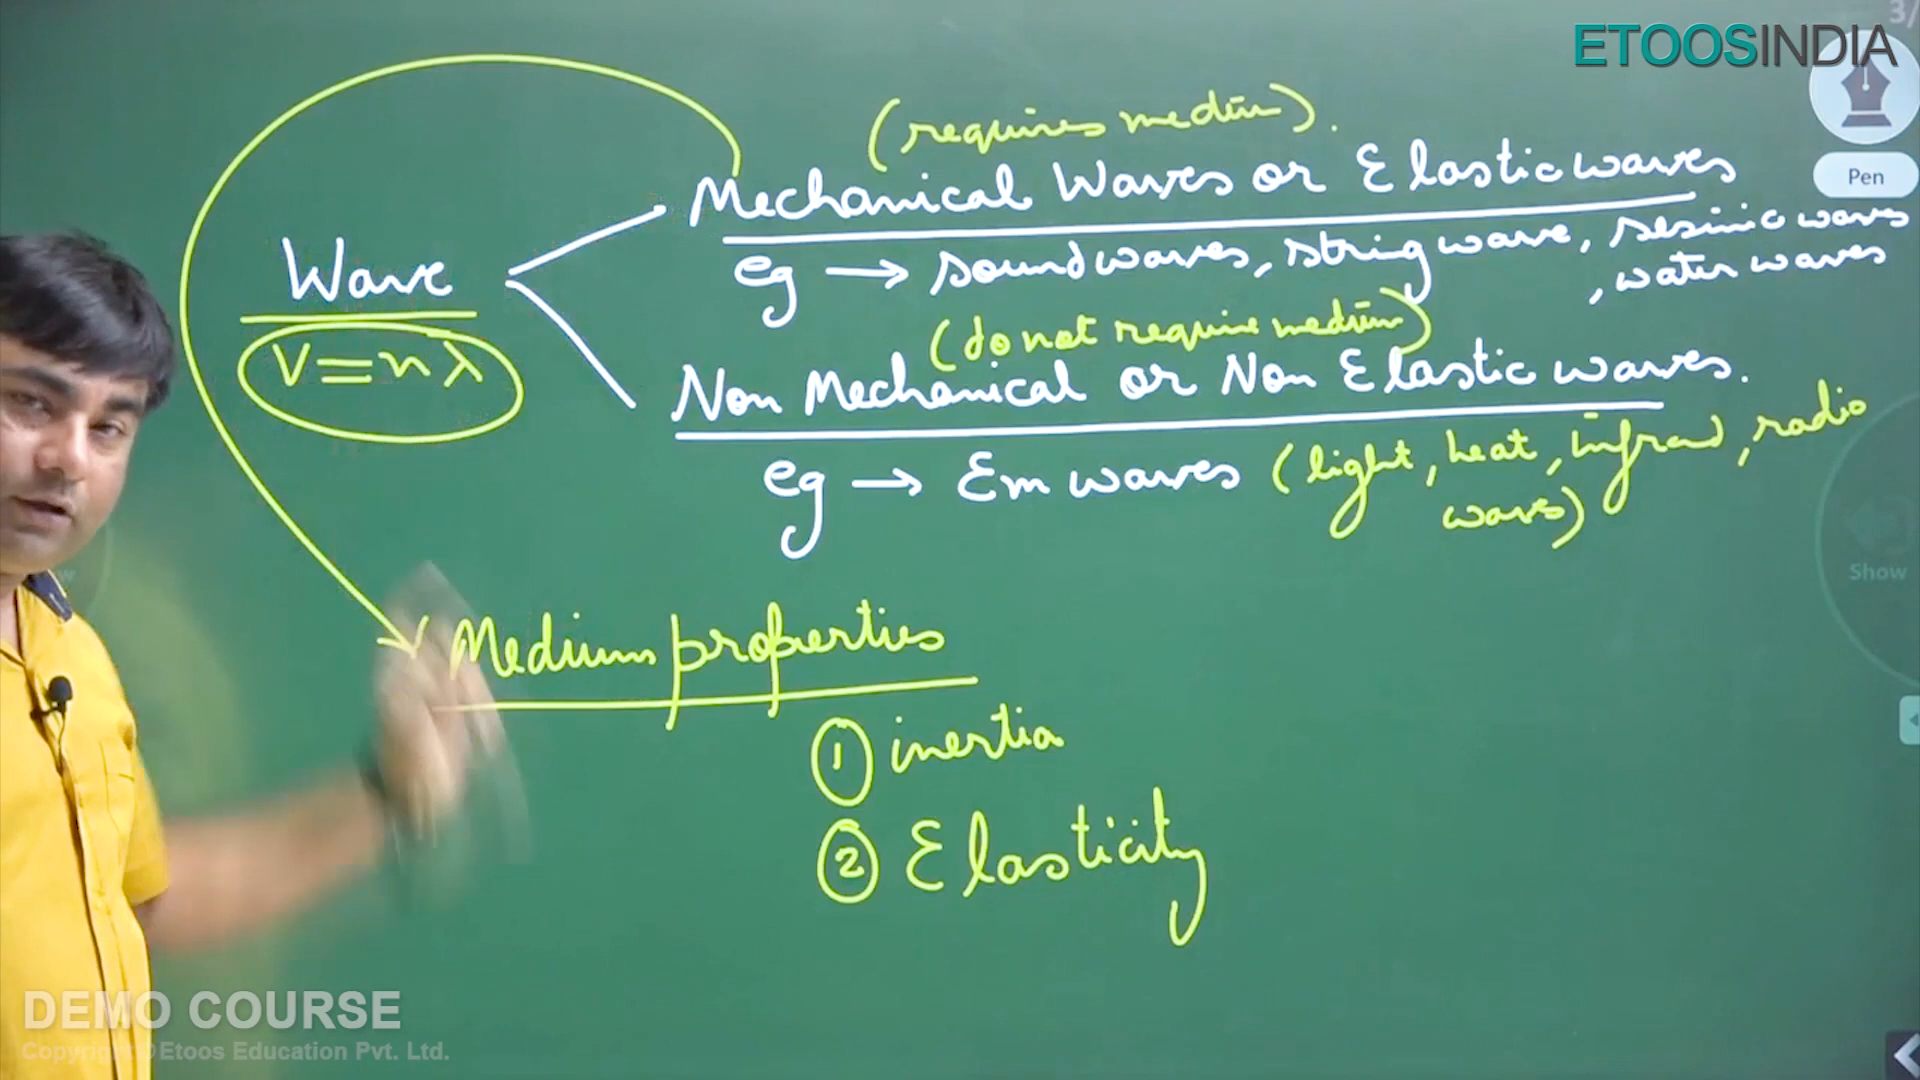 3/
ETOOSINDIA
(requires medium).
Mechanical Waves or Elastic waves
Pen
eg → sound waves, string wave, sesimic waves
, water waves
Wave
V=nλ
(do not require medium)
Non Mechanical or Non Elastic waves.
eg → Em waves (light, heat, infrared, radio
waves)
Show
Medium properties
1 inertia
2 Elasticity
DEMO COURSE
Copyright © Etoos Education Pvt. Ltd.